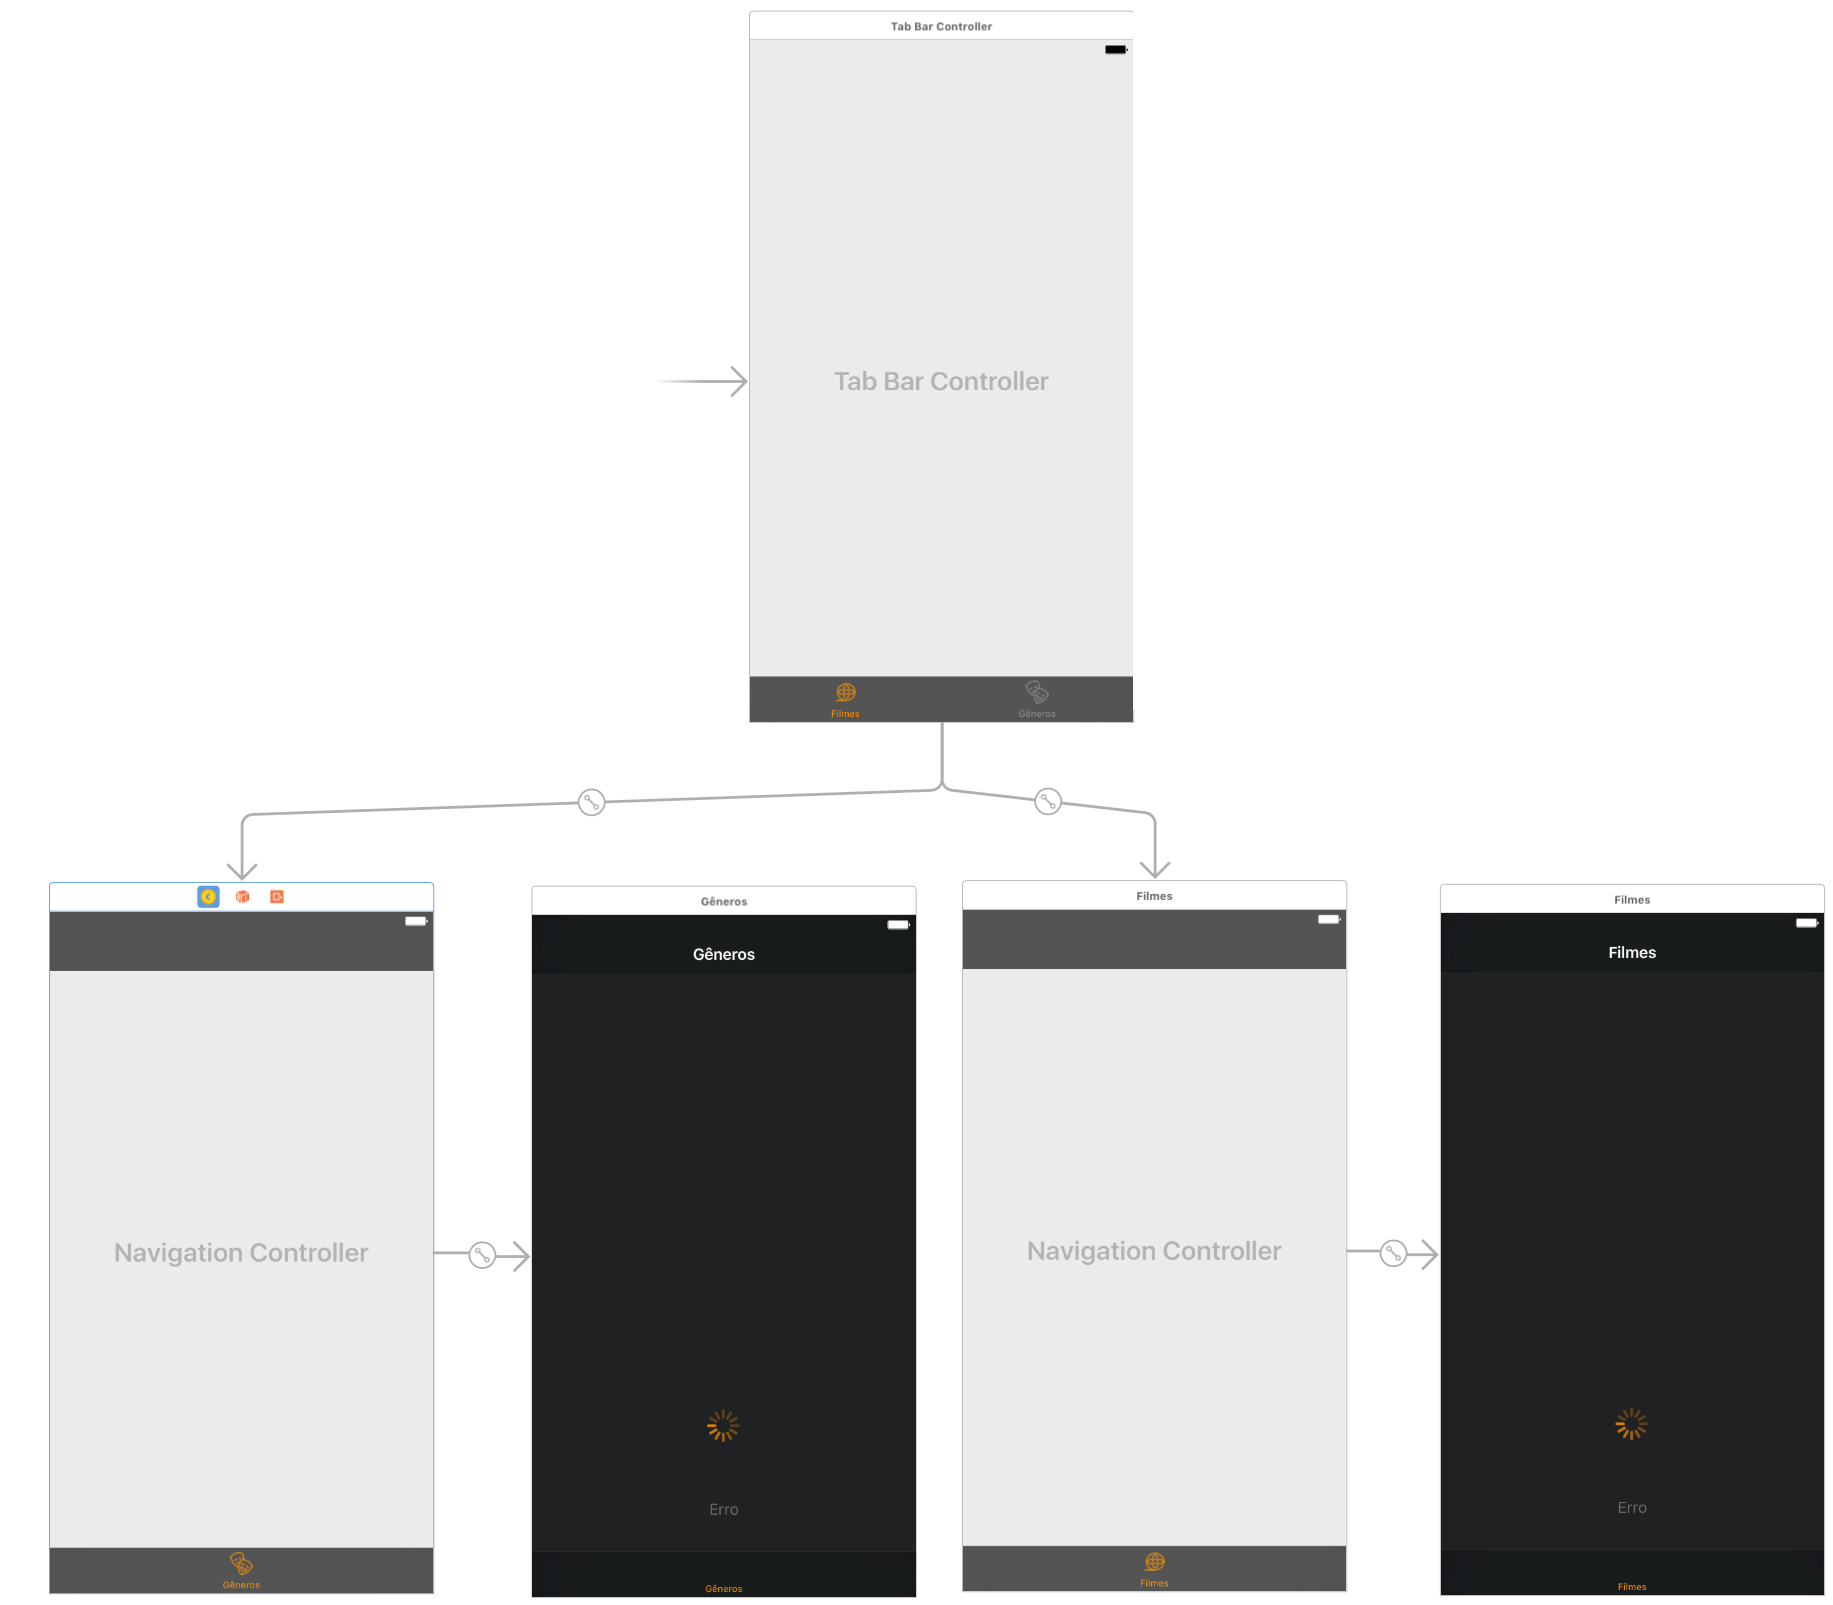 Tab Bar Controller
Tab Bar Controller
Filmes
Gêneros
Navigation Controller
Gêneros
Gêneros
Gêneros
Erro
Gêneros
Filmes
Navigation Controller
Filmes
Filmes
Filmes
Erro
Filmes